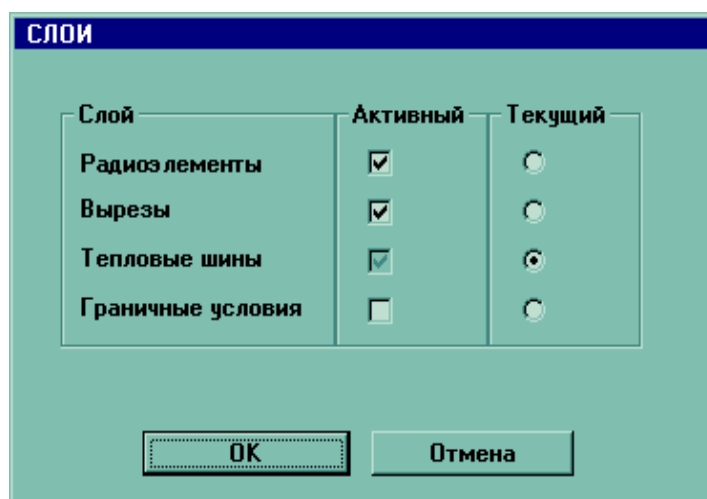 СЛОИ
Слой Активный Текущий
Радиоэлементы
Вырезы
Тепловые шины
Граничные условия
OK Отмена